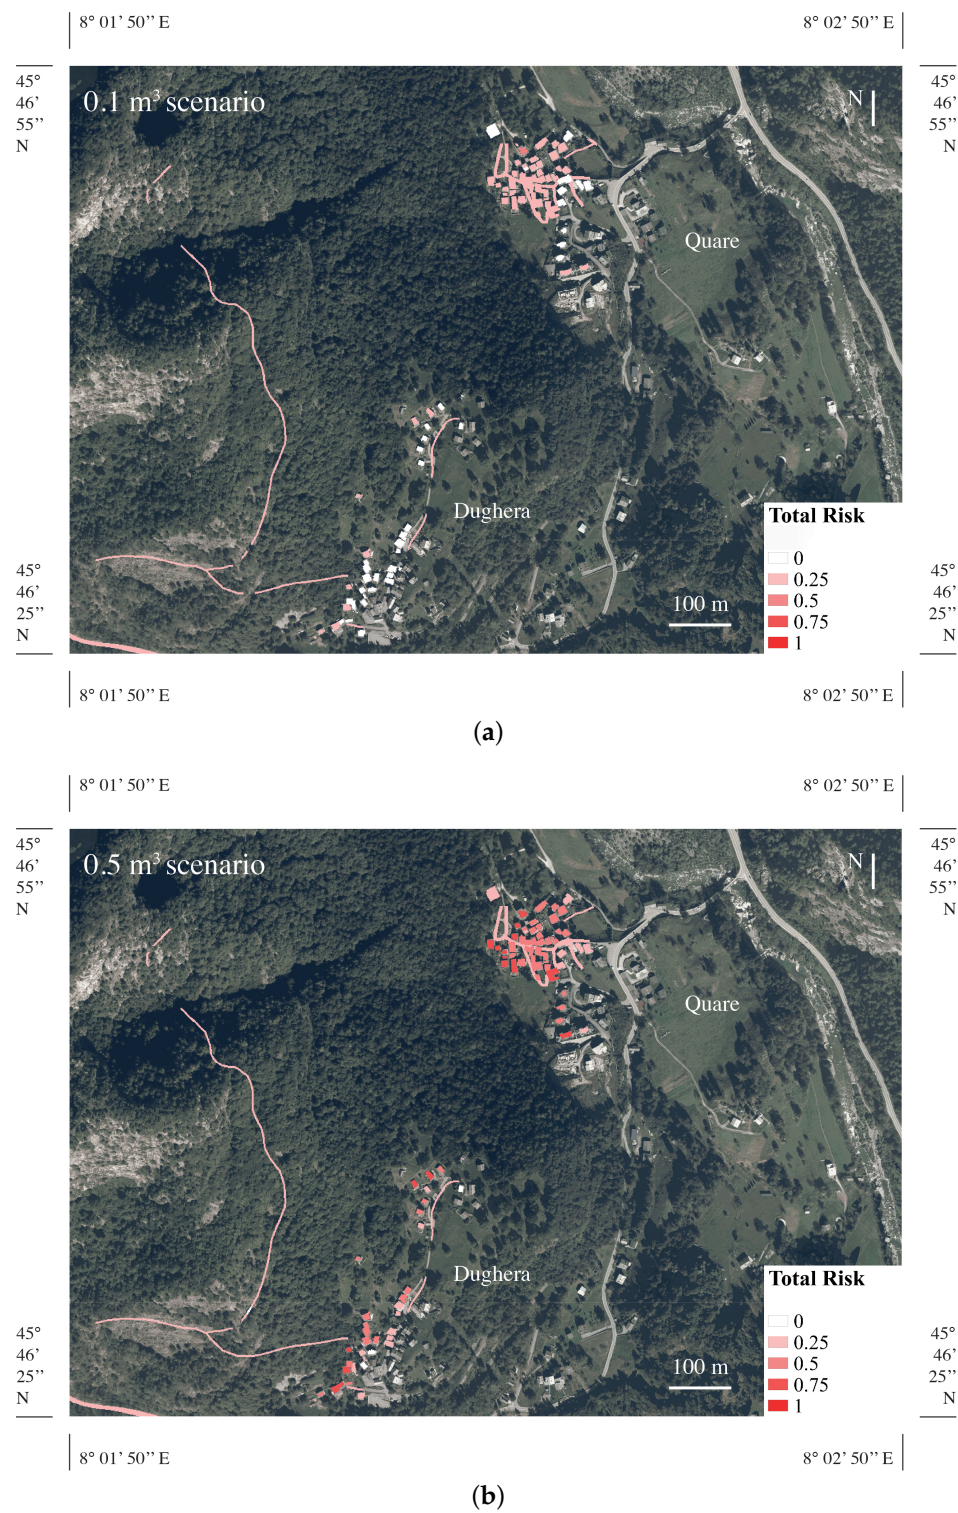 8° 01’ 50’’ E
8° 02’ 50’’ E
45°
46’
55’’
N
45°
46’
55’’
N
0.1 m³ scenario
N
Quare
Dughera
Total Risk
0
0.25
0.5
0.75
1
100 m
45°
46’
25’’
N
45°
46’
25’’
N
8° 01’ 50’’ E
8° 02’ 50’’ E
(a)
8° 01’ 50’’ E
8° 02’ 50’’ E
45°
46’
55’’
N
45°
46’
55’’
N
0.5 m³ scenario
N
Quare
Dughera
Total Risk
0
0.25
0.5
0.75
1
100 m
45°
46’
25’’
N
45°
46’
25’’
N
8° 01’ 50’’ E
8° 02’ 50’’ E
(b)